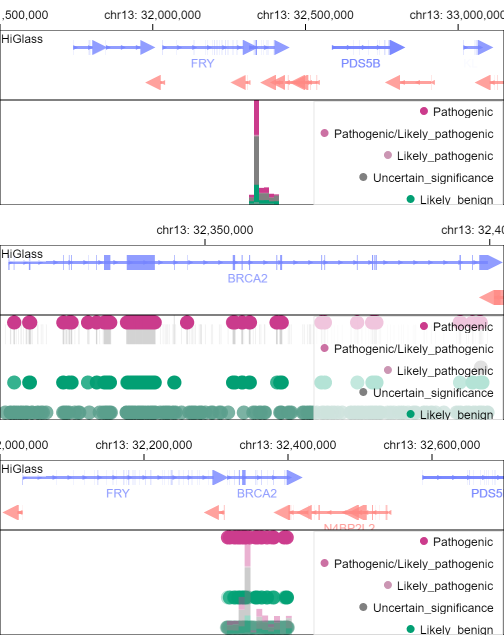 ,500,000 chr13: 32,000,000 chr13: 32,500,000 chr13: 33,000,000
HiGlass
FRY PDS5B
Pathogenic
Pathogenic/Likely_pathogenic
Likely_pathogenic
Uncertain_significance
Likely_benign
chr13: 32,350,000 chr13: 32,40
HiGlass
BRCA2
Pathogenic
Pathogenic/Likely_pathogenic
Likely_pathogenic
Uncertain_significance
Likely_benign
2,000,000 chr13: 32,200,000 chr13: 32,400,000 chr13: 32,600,000
HiGlass
FRY BRCA2 PDS5
N4BP2L2
Pathogenic
Pathogenic/Likely_pathogenic
Likely_pathogenic
Uncertain_significance
Likely_benign